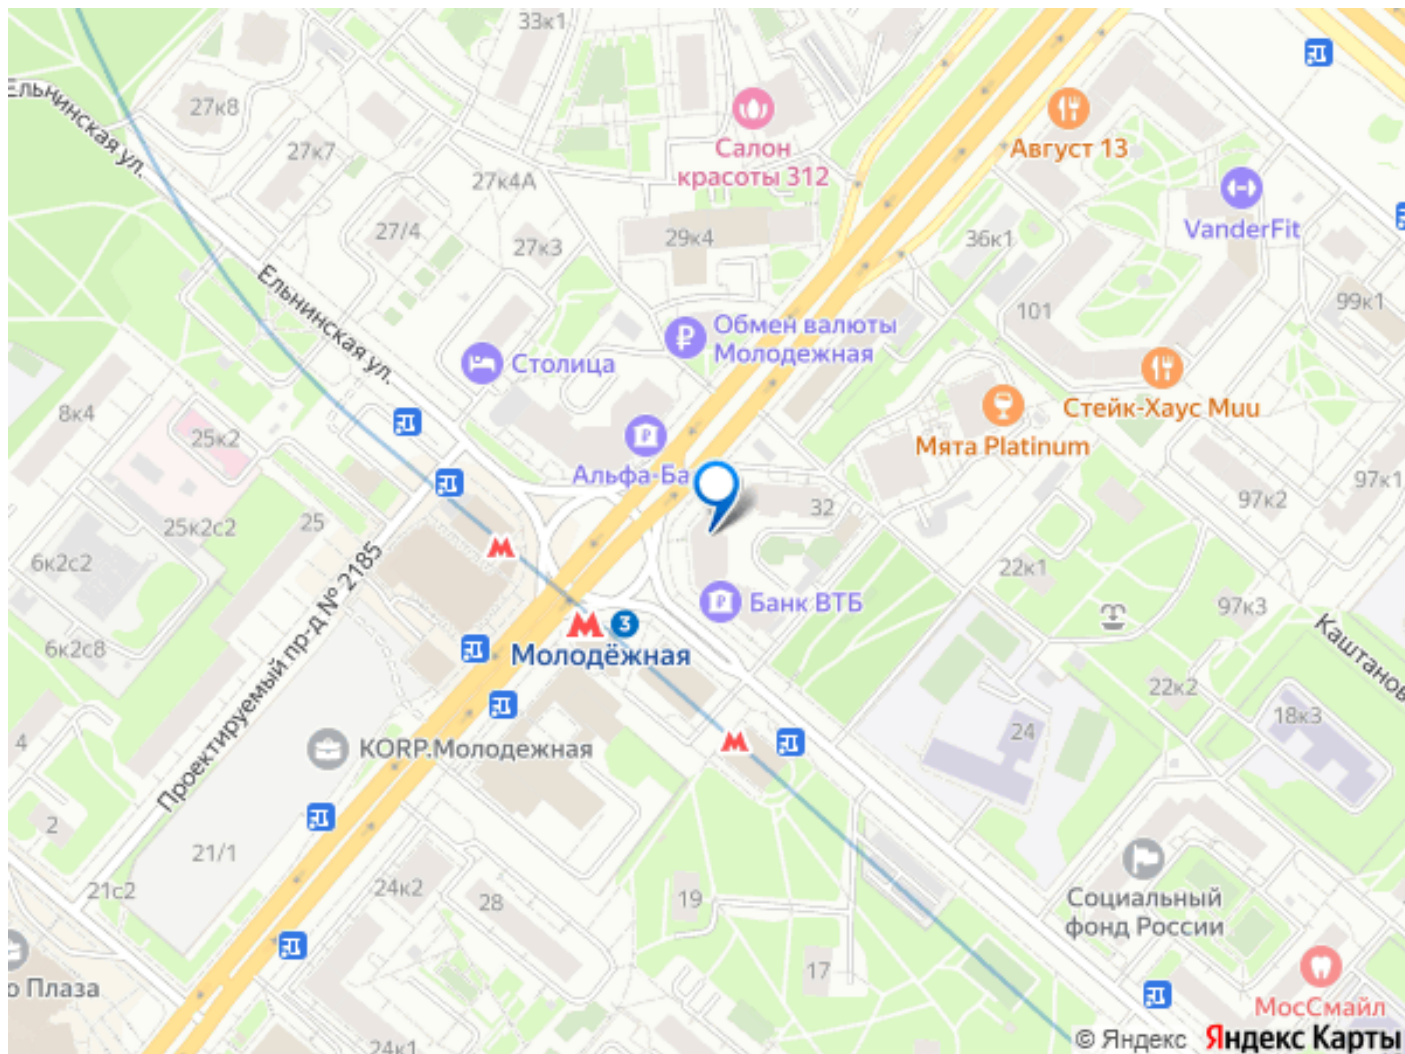 33к1
Ельнинская ул.
27к8
27к7
27к4А
27/4
27к3
Салон
красоты 312
29к4
Август 13
VanderFit
36к1
101
99к1
Ельнинская ул.
Столица
Обмен валюты
Молодежная
Стейк-Хаус Muu
Мята Platinum
8к4
25к2
Альфа-Ба
97к1
97к2
32
25к2с2
25
6к2с2
22к1
Банк ВТБ
97к3
Проектируемый пр-д № 2185
3
Молодёжная
6к2с8
Каштанов
22к2
18к3
24
4
KORP.Молодежная
2
21/1
21с2
24к2
28
19
Социальный
фонд России
17
о Плаза
МосСмайл
24к1
© Яндекс Яндекс Карты